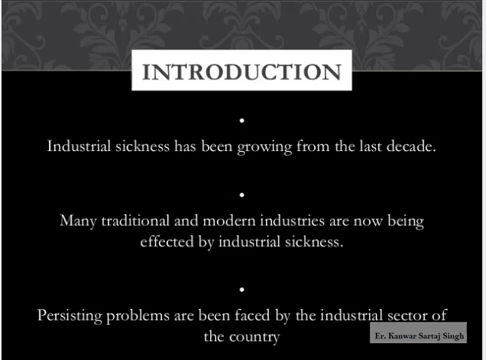 INTRODUCTION
•
Industrial sickness has been growing from the last decade.
•
Many traditional and modern industries are now being
effected by industrial sickness.
•
Persisting problems are been faced by the industrial sector of
the country
Er. Kanwar Sartaj Singh